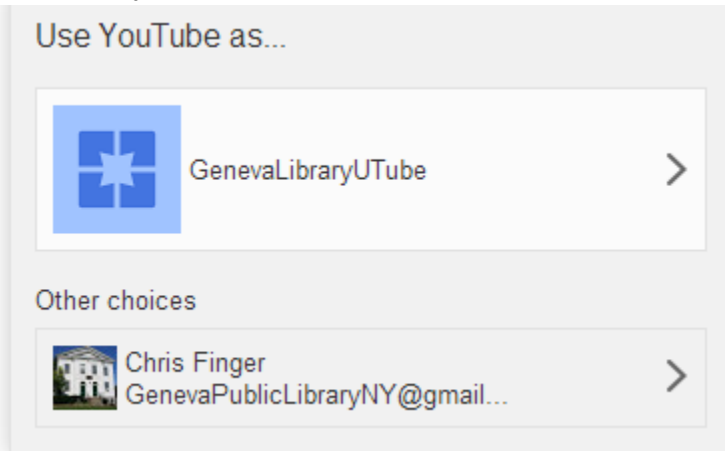 Use YouTube as...
GenevaLibraryUTube
Other choices
Chris Finger
GenevaPublicLibraryNY@gmail...